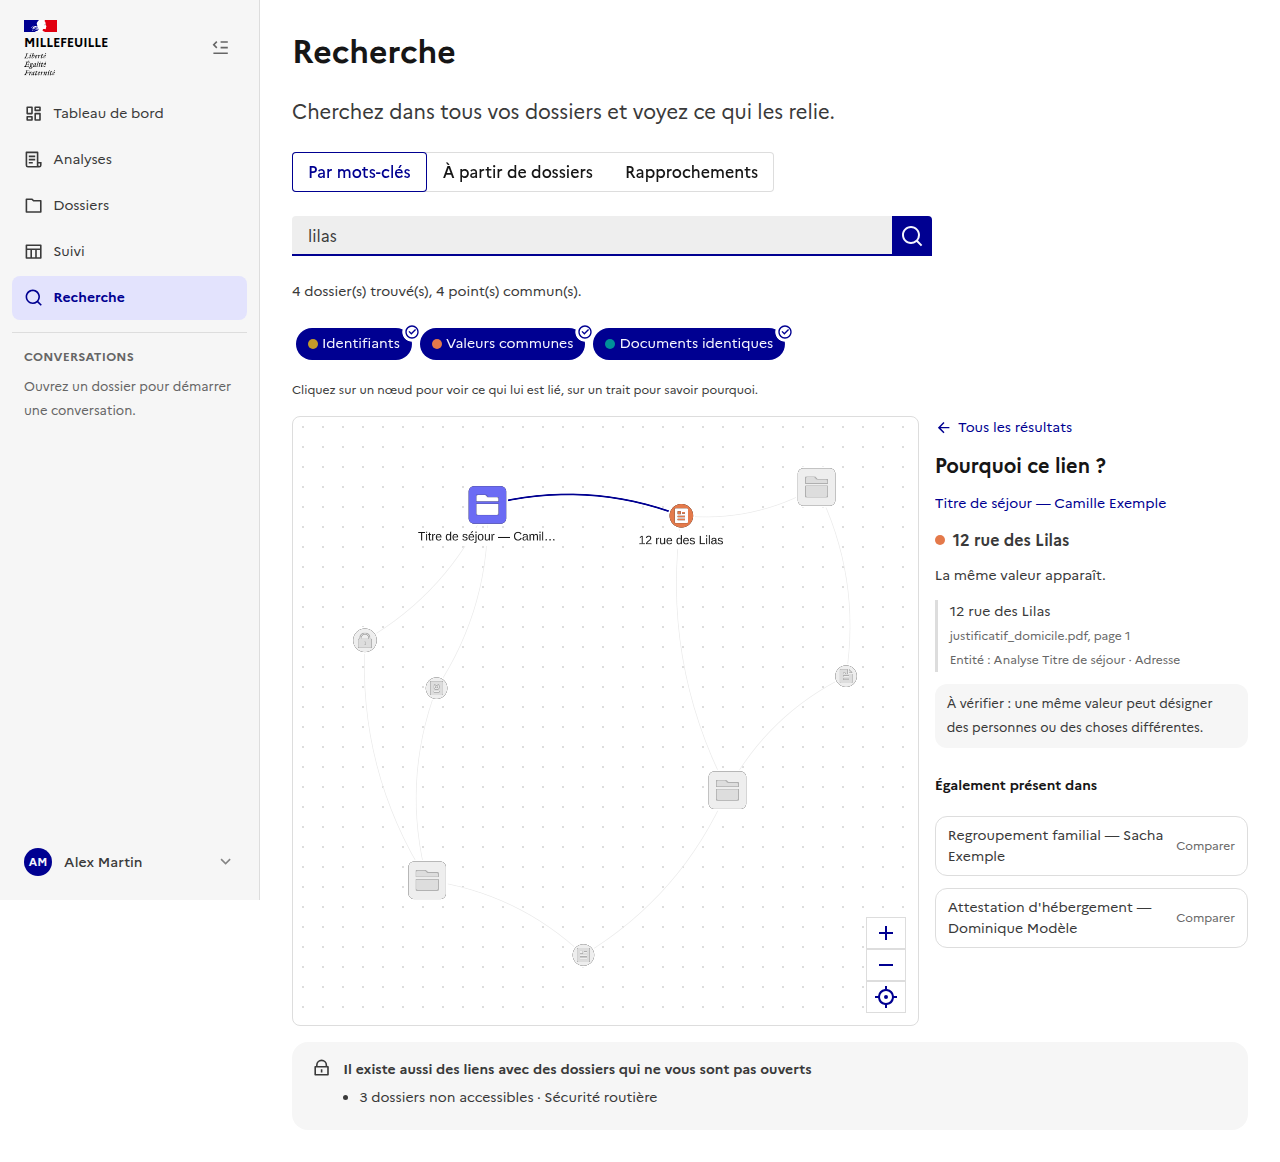 MILLEFEUILLE
Liberté
Égalité
Fraternité
Tableau de bord
Analyses
Dossiers
Suivi
Recherche
CONVERSATIONS
Ouvrez un dossier pour démarrer
une conversation.
AM
Alex Martin
Recherche
Cherchez dans tous vos dossiers et voyez ce qui les relie.
Par mots-clés
À partir de dossiers
Rapprochements
lilas
4 dossier(s) trouvé(s), 4 point(s) commun(s).
Identifiants
Valeurs communes
Documents identiques
Cliquez sur un nœud pour voir ce qui lui est lié, sur un trait pour savoir pourquoi.
Titre de séjour — Camil…
12 rue des Lilas
Tous les résultats
Pourquoi ce lien ?
Titre de séjour — Camille Exemple
12 rue des Lilas
La même valeur apparaît.
12 rue des Lilas
justificatif_domicile.pdf, page 1
Entité : Analyse Titre de séjour · Adresse
À vérifier : une même valeur peut désigner
des personnes ou des choses différentes.
Également présent dans
Regroupement familial — Sacha
Exemple
Comparer
Attestation d'hébergement —
Dominique Modèle
Comparer
Il existe aussi des liens avec des dossiers qui ne vous sont pas ouverts
3 dossiers non accessibles · Sécurité routière